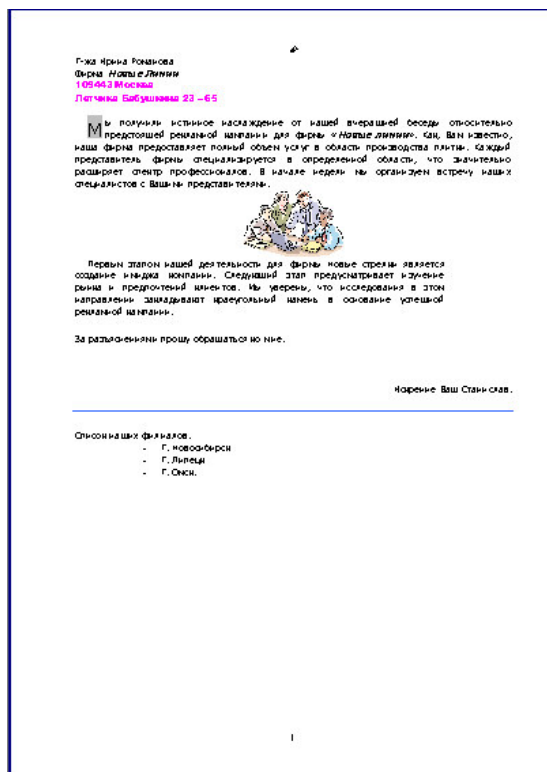 Г-жа Ирина Романова
Фирма Новые Линии
109443 Москва
Летчика Бабушкина 23 – 65
Мы получили истинное наслаждение от нашей вчерашней беседы относительно
предстоящей рекламной кампании для фирмы «Новые линии». Как, Вам известно,
наша фирма предоставляет полный объем услуг в области производства плитки. Каждый
представитель фирмы специализируется в определенной области, что значительно
расширяет спектр профессионалов. В начале недели мы организуем встречу наших
специалистов с Вашими представителями.
Первым этапом нашей деятельности для фирмы новые стрелки является
создание имиджа компании. Следующий этап предусматривает изучение
рынка и предпочтений клиентов. Мы уверены, что исследования в этом
направлении закладывают краеугольный камень в основание успешной
рекламной кампании.
За разъяснениями прошу обращаться ко мне.
Искренне Ваш Станислав.
Список наших филиалов.
- Г. Новосибирск
- Г. Липецк
- Г. Омск.
1